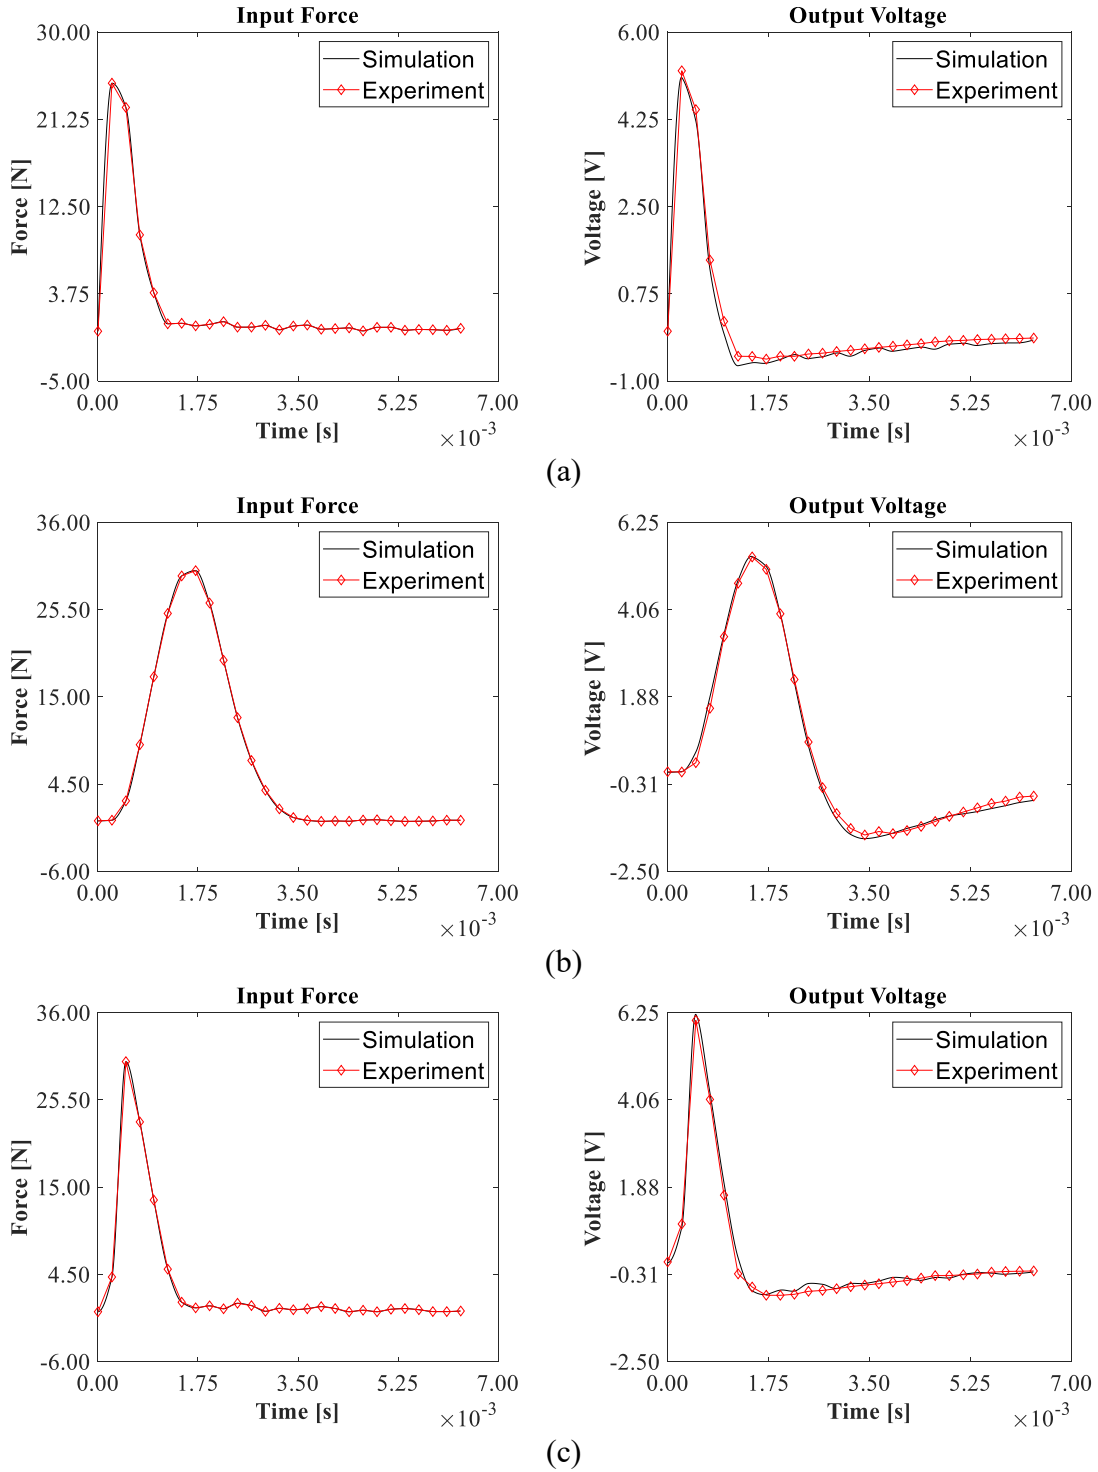 Input Force
30.00
21.25
12.50
3.75
-5.00
Force [N]
Simulation
Experiment
0.00 1.75 3.50 5.25 7.00
Time [s]
×10-3
Output Voltage
6.00
4.25
2.50
0.75
-1.00
Voltage [V]
Simulation
Experiment
0.00 1.75 3.50 5.25 7.00
Time [s]
×10-3
(a)
Input Force
36.00
25.50
15.00
4.50
-6.00
Force [N]
Simulation
Experiment
0.00 1.75 3.50 5.25 7.00
Time [s]
×10-3
Output Voltage
6.25
4.06
1.88
-0.31
-2.50
Voltage [V]
Simulation
Experiment
0.00 1.75 3.50 5.25 7.00
Time [s]
×10-3
(b)
Input Force
36.00
25.50
15.00
4.50
-6.00
Force [N]
Simulation
Experiment
0.00 1.75 3.50 5.25 7.00
Time [s]
×10-3
Output Voltage
6.25
4.06
1.88
-0.31
-2.50
Voltage [V]
Simulation
Experiment
0.00 1.75 3.50 5.25 7.00
Time [s]
×10-3
(c)